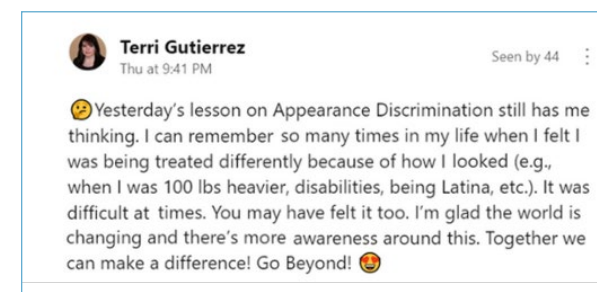 Terri Gutierrez
Thu at 9:41 PM
Seen by 44
🤔Yesterday's lesson on Appearance Discrimination still has me
thinking. I can remember so many times in my life when I felt I
was being treated differently because of how I looked (e.g.,
when I was 100 lbs heavier, disabilities, being Latina, etc.). It was
difficult at times. You may have felt it too. I'm glad the world is
changing and there's more awareness around this. Together we
can make a difference! Go Beyond! 😍